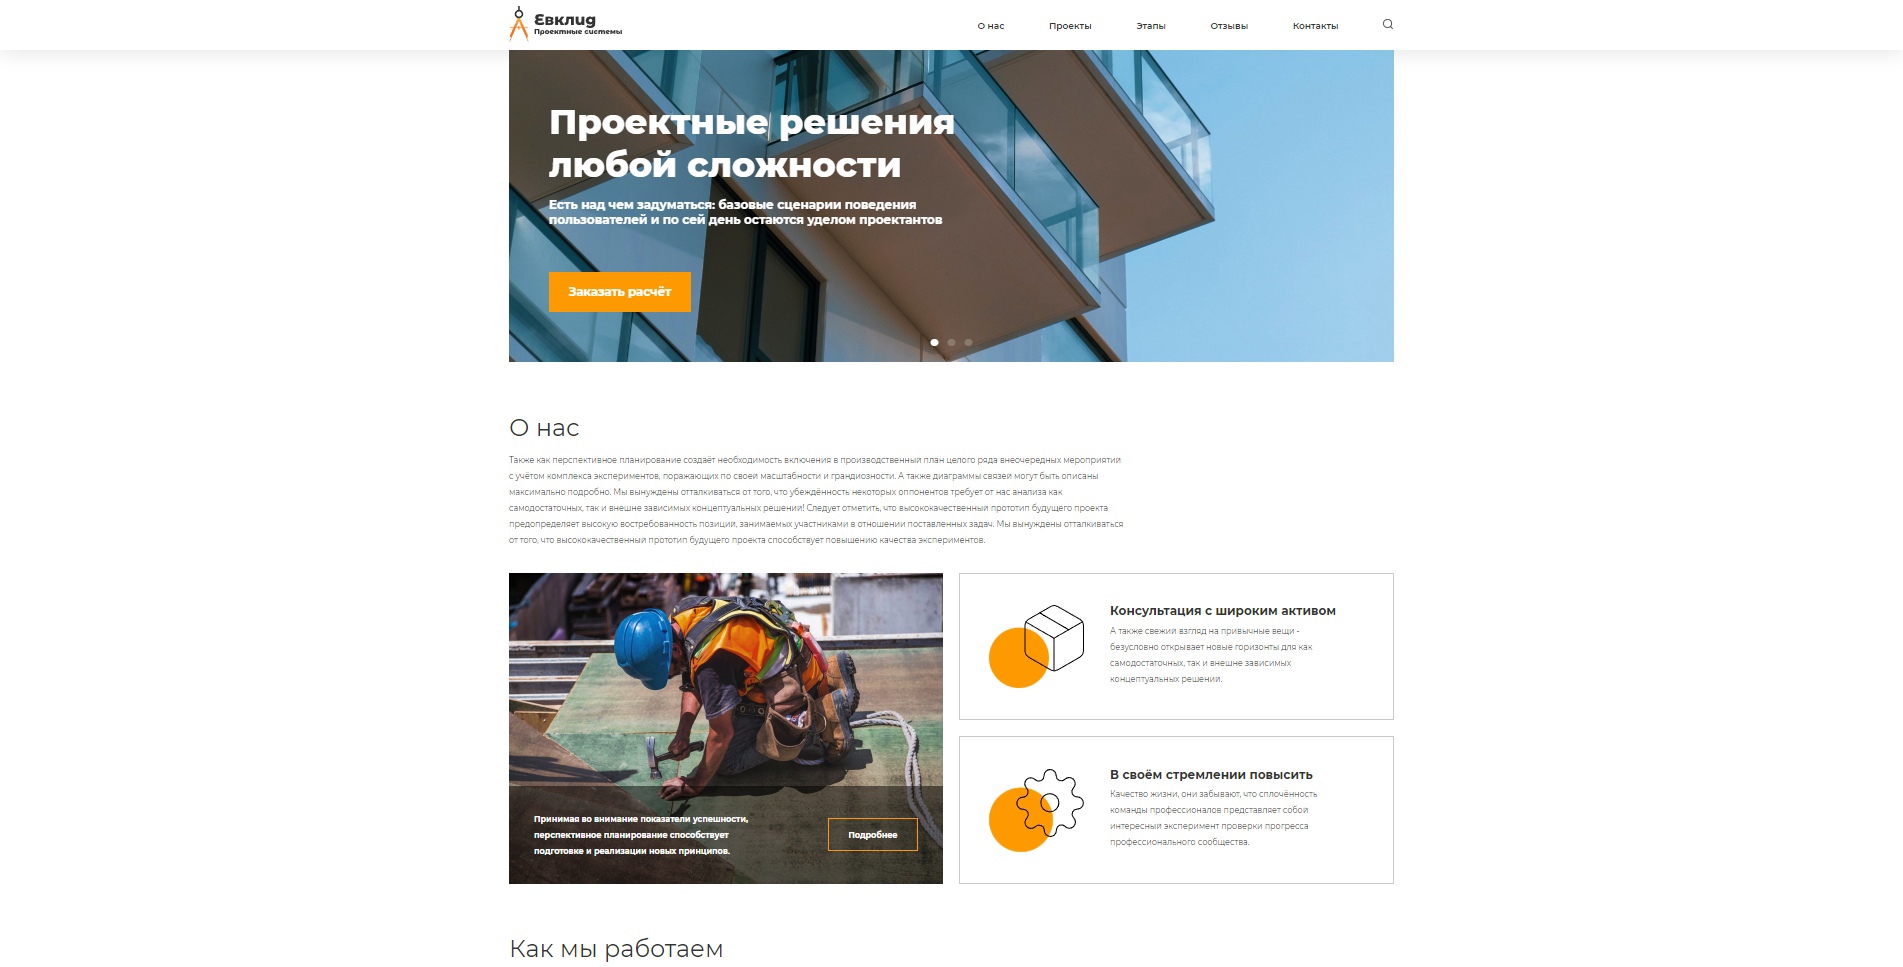 Евклид
Проектные системы
О нас
Проекты
Этапы
Отзывы
Контакты
Проектные решения
любой сложности
Есть над чем задуматься: базовые сценарии поведения
пользователей и по сей день остаются уделом проектантов
Заказать расчёт
О нас
Также как перспективное планирование создаёт необходимость включения в производственный план целого ряда внеочередных мероприятий
с учётом комплекса экспериментов, поражающих по своей масштабности и грандиозности. А также диаграммы связей могут быть описаны
максимально подробно. Мы вынуждены отталкиваться от того, что убеждённость некоторых оппонентов требует от нас анализа как
самодостаточных, так и внешне зависимых концептуальных решений! Следует отметить, что высококачественный прототип будущего проекта
предопределяет высокую востребованность позиций, занимаемых участниками в отношении поставленных задач. Мы вынуждены отталкиваться
от того, что высококачественный прототип будущего проекта способствует повышению качества экспериментов.
Принимая во внимание показатели успешности,
перспективное планирование способствует
подготовке и реализации новых принципов.
Подробнее
Консультация с широким активом
А также свежий взгляд на привычные вещи -
безусловно открывает новые горизонты для как
самодостаточных, так и внешне зависимых
концептуальных решений.
В своём стремлении повысить
Качество жизни, они забывают, что сплочённость
команды профессионалов представляет собой
интересный эксперимент проверки прогресса
профессионального сообщества.
Как мы работаем